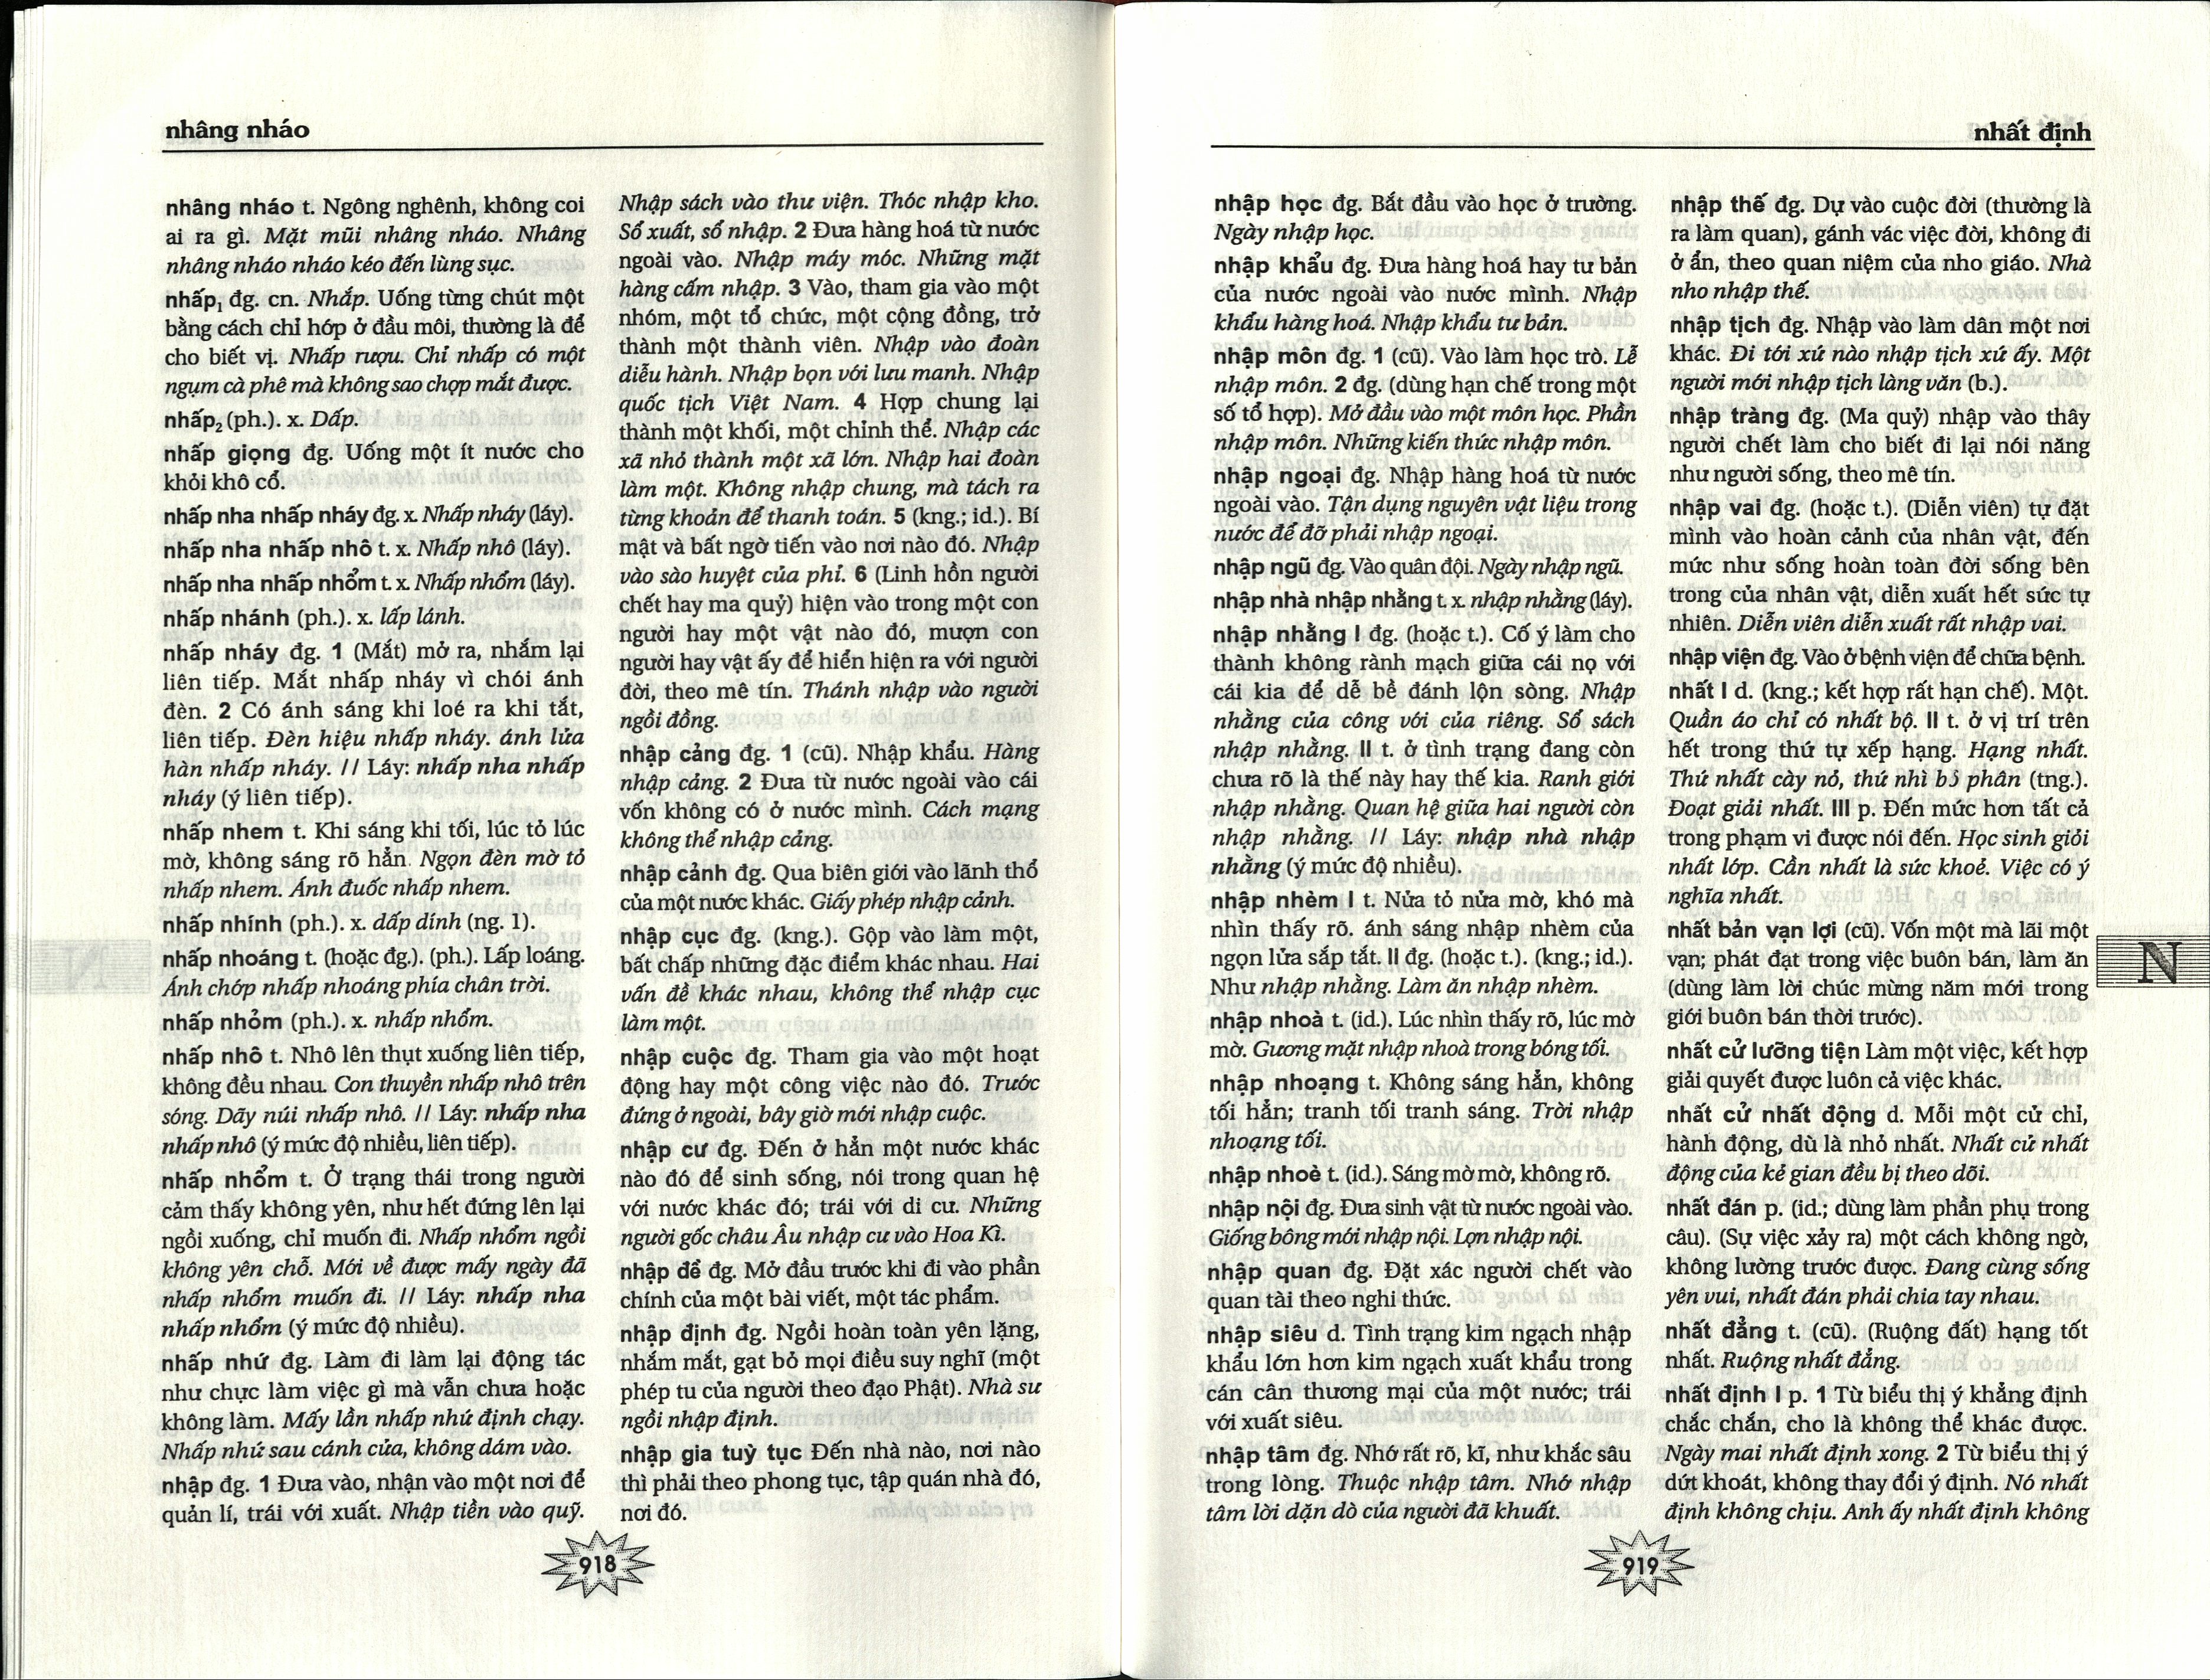 nhâng nháo
nhâng nháo t. Ngông nghênh, không coi
ai ra gì. Mặt mũi nhâng nháo. Nhâng
nhâng nháo nháo kéo đến lùng sục.
nhấp₁ đg. cn. Nhắp. Uống từng chút một
bằng cách chỉ hớp ở đầu môi, thường là để
cho biết vị. Nhấp rượu. Chỉ nhấp có một
ngụm cà phê mà không sao chợp mắt được.
nhấp₂ (ph.). x. Dấp.
nhấp giọng đg. Uống một ít nước cho
khỏi khô cổ.
nhấp nha nhấp nháy đg. x. Nhấp nháy (láy).
nhấp nha nhấp nhô t. x. Nhấp nhô (láy).
nhấp nha nhấp nhổm t. x. Nhấp nhổm (láy).
nhấp nhánh (ph.). x. lấp lánh.
nhấp nháy đg. 1 (Mắt) mở ra, nhắm lại
liên tiếp. Mắt nhấp nháy vì chói ánh
đèn. 2 Có ánh sáng khi loé ra khi tắt,
liên tiếp. Đèn hiệu nhấp nháy. ánh lửa
hàn nhấp nháy. // Láy: nhấp nha nhấp
nháy (ý liên tiếp).
nhấp nhem t. Khi sáng khi tối, lúc tỏ lúc
mờ, không sáng rõ hẳn. Ngọn đèn mờ tỏ
nhấp nhem. Ánh đuốc nhấp nhem.
nhấp nhính (ph.). x. dấp dính (ng. 1).
nhấp nhoáng t. (hoặc đg.). (ph.). Lấp loáng.
Ánh chớp nhấp nhoáng phía chân trời.
nhấp nhỏm (ph.). x. nhấp nhổm.
nhấp nhô t. Nhô lên thụt xuống liên tiếp,
không đều nhau. Con thuyền nhấp nhô trên
sóng. Dãy núi nhấp nhô. // Láy: nhấp nha
nhấp nhô (ý mức độ nhiều, liên tiếp).
nhấp nhổm t. Ở trạng thái trong người
cảm thấy không yên, như hết đứng lên lại
ngồi xuống, chỉ muốn đi. Nhấp nhổm ngồi
không yên chỗ. Mới về được mấy ngày đã
nhấp nhổm muốn đi. // Láy: nhấp nha
nhấp nhổm (ý mức độ nhiều).
nhấp nhứ đg. Làm đi làm lại động tác
như chực làm việc gì mà vẫn chưa hoặc
không làm. Mấy lần nhấp nhứ định chạy.
Nhấp nhứ sau cánh cửa, không dám vào.
nhập đg. 1 Đưa vào, nhận vào một nơi để
quản lí, trái với xuất. Nhập tiền vào quỹ.
Nhập sách vào thư viện. Thóc nhập kho.
Sổ xuất, sổ nhập. 2 Đưa hàng hoá từ nước
ngoài vào. Nhập máy móc. Những mặt
hàng cấm nhập. 3 Vào, tham gia vào một
nhóm, một tổ chức, một cộng đồng, trở
thành một thành viên. Nhập vào đoàn
diễu hành. Nhập bọn với lưu manh. Nhập
quốc tịch Việt Nam. 4 Hợp chung lại
thành một khối, một chỉnh thể. Nhập các
xã nhỏ thành một xã lớn. Nhập hai đoàn
làm một. Không nhập chung, mà tách ra
từng khoản để thanh toán. 5 (kng.; id.). Bí
mật và bất ngờ tiến vào nơi nào đó. Nhập
vào sào huyệt của phỉ. 6 (Linh hồn người
chết hay ma quỷ) hiện vào trong một con
người hay một vật nào đó, mượn con
người hay vật ấy để hiển hiện ra với người
đời, theo mê tín. Thánh nhập vào người
ngồi đồng.
nhập cảng đg. 1 (cũ). Nhập khẩu. Hàng
nhập cảng. 2 Đưa từ nước ngoài vào cái
vốn không có ở nước mình. Cách mạng
không thể nhập cảng.
nhập cảnh đg. Qua biên giới vào lãnh thổ
của một nước khác. Giấy phép nhập cảnh.
nhập cục đg. (kng.). Gộp vào làm một,
bất chấp những đặc điểm khác nhau. Hai
vấn đề khác nhau, không thể nhập cục
làm một.
nhập cuộc đg. Tham gia vào một hoạt
động hay một công việc nào đó. Trước
đứng ở ngoài, bây giờ mới nhập cuộc.
nhập cư đg. Đến ở hẳn một nước khác
nào đó để sinh sống, nói trong quan hệ
với nước khác đó; trái với di cư. Những
người gốc châu Âu nhập cư vào Hoa Kì.
nhập đề đg. Mở đầu trước khi đi vào phần
chính của một bài viết, một tác phẩm.
nhập định đg. Ngồi hoàn toàn yên lặng,
nhắm mắt, gạt bỏ mọi điều suy nghĩ (một
phép tu của người theo đạo Phật). Nhà sư
ngồi nhập định.
nhập gia tuỳ tục Đến nhà nào, nơi nào
thì phải theo phong tục, tập quán nhà đó,
nơi đó.
918
nhất định
nhập học đg. Bắt đầu vào học ở trường.
Ngày nhập học.
nhập khẩu đg. Đưa hàng hoá hay tư bản
của nước ngoài vào nước mình. Nhập
khẩu hàng hoá. Nhập khẩu tư bản.
nhập môn đg. 1 (cũ). Vào làm học trò. Lễ
nhập môn. 2 đg. (dùng hạn chế trong một
số tổ hợp). Mở đầu vào một môn học. Phần
nhập môn. Những kiến thức nhập môn.
nhập ngoại đg. Nhập hàng hoá từ nước
ngoài vào. Tận dụng nguyên vật liệu trong
nước để đỡ phải nhập ngoại.
nhập ngũ đg. Vào quân đội. Ngày nhập ngũ.
nhập nhà nhập nhằng t. x. nhập nhằng (láy).
nhập nhằng I đg. (hoặc t.). Cố ý làm cho
thành không rành mạch giữa cái nọ với
cái kia để dễ bề đánh lộn sòng. Nhập
nhằng của công với của riêng. Sổ sách
nhập nhằng. II t. ở tình trạng đang còn
chưa rõ là thế này hay thế kia. Ranh giới
nhập nhằng. Quan hệ giữa hai người còn
nhập nhằng. // Láy: nhập nhà nhập
nhằng (ý mức độ nhiều).
nhập nhèm I t. Nửa tỏ nửa mờ, khó mà
nhìn thấy rõ. ánh sáng nhập nhèm của
ngọn lửa sắp tắt. II đg. (hoặc t.). (kng.; id.).
Như nhập nhằng. Làm ăn nhập nhèm.
nhập nhoà t. (id.). Lúc nhìn thấy rõ, lúc mờ
mờ. Gương mặt nhập nhoà trong bóng tối.
nhập nhoạng t. Không sáng hẳn, không
tối hẳn; tranh tối tranh sáng. Trời nhập
nhoạng tối.
nhập nhoè t. (id.). Sáng mờ mờ, không rõ.
nhập nội đg. Đưa sinh vật từ nước ngoài vào.
Giống bông mới nhập nội. Lợn nhập nội.
nhập quan đg. Đặt xác người chết vào
quan tài theo nghi thức.
nhập siêu d. Tình trạng kim ngạch nhập
khẩu lớn hơn kim ngạch xuất khẩu trong
cán cân thương mại của một nước; trái
với xuất siêu.
nhập tâm đg. Nhớ rất rõ, kĩ, như khắc sâu
trong lòng. Thuộc nhập tâm. Nhớ nhập
tâm lời dặn dò của người đã khuất.
nhập thế đg. Dự vào cuộc đời (thường là
ra làm quan), gánh vác việc đời, không đi
ở ẩn, theo quan niệm của nho giáo. Nhà
nho nhập thế.
nhập tịch đg. Nhập vào làm dân một nơi
khác. Đi tới xứ nào nhập tịch xứ ấy. Một
người mới nhập tịch làng văn (b.).
nhập tràng đg. (Ma quỷ) nhập vào thây
người chết làm cho biết đi lại nói năng
như người sống, theo mê tín.
nhập vai đg. (hoặc t.). (Diễn viên) tự đặt
mình vào hoàn cảnh của nhân vật, đến
mức như sống hoàn toàn đời sống bên
trong của nhân vật, diễn xuất hết sức tự
nhiên. Diễn viên diễn xuất rất nhập vai.
nhập viện đg. Vào ở bệnh viện để chữa bệnh.
nhất I d. (kng.; kết hợp rất hạn chế). Một.
Quần áo chỉ có nhất bộ. II t. ở vị trí trên
hết trong thứ tự xếp hạng. Hạng nhất.
Thứ nhất cày nỏ, thứ nhì bỏ phân (tng.).
Đoạt giải nhất. III p. Đến mức hơn tất cả
trong phạm vi được nói đến. Học sinh giỏi
nhất lớp. Cần nhất là sức khoẻ. Việc có ý
nghĩa nhất.
nhất bản vạn lợi (cũ). Vốn một mà lãi một
vạn; phát đạt trong việc buôn bán, làm ăn
(dùng làm lời chúc mừng năm mới trong
giới buôn bán thời trước).
nhất cử lưỡng tiện Làm một việc, kết hợp
giải quyết được luôn cả việc khác.
nhất cử nhất động d. Mỗi một cử chỉ,
hành động, dù là nhỏ nhất. Nhất cử nhất
động của kẻ gian đều bị theo dõi.
nhất đán p. (id.; dùng làm phần phụ trong
câu). (Sự việc xảy ra) một cách không ngờ,
không lường trước được. Đang cùng sống
yên vui, nhất đán phải chia tay nhau.
nhất đẳng t. (cũ). (Ruộng đất) hạng tốt
nhất. Ruộng nhất đẳng.
nhất định I p. 1 Từ biểu thị ý khẳng định
chắc chắn, cho là không thể khác được.
Ngày mai nhất định xong. 2 Từ biểu thị ý
dứt khoát, không thay đổi ý định. Nó nhất
định không chịu. Anh ấy nhất định không
N
919